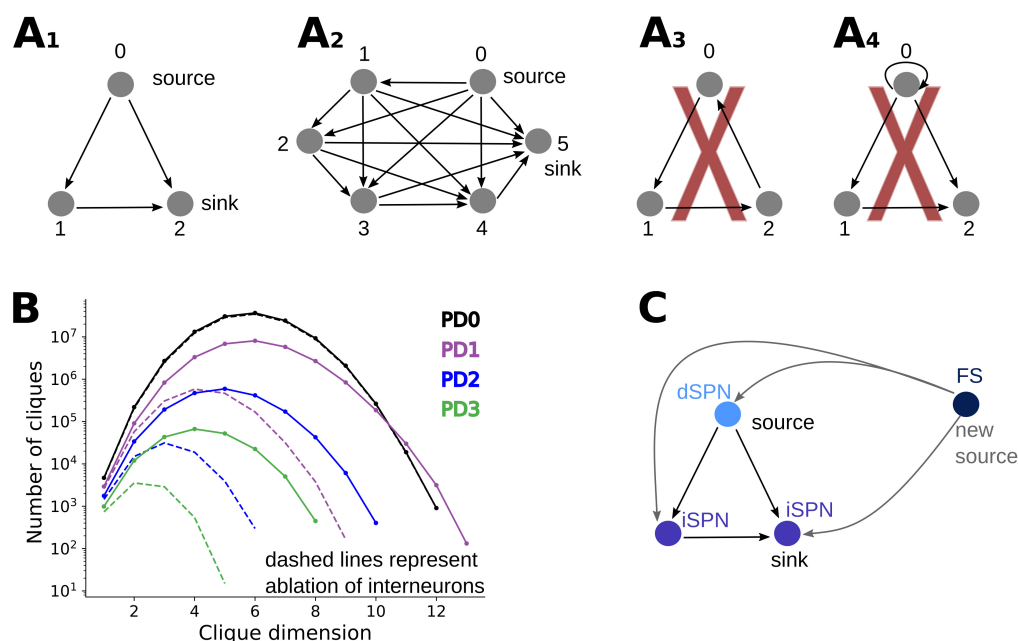 A1
0
source
1
2
sink
A2
1
0
source
2
5
sink
3
4
A3
0
1
2
A4
0
1
2
B
Number of cliques
10^7
10^6
10^5
10^4
10^3
10^2
10^1
PD0
PD1
PD2
PD3
dashed lines represent
ablation of interneurons
2
4
6
8
10
12
Clique dimension
C
dSPN
source
FS
new
source
iSPN
iSPN
sink